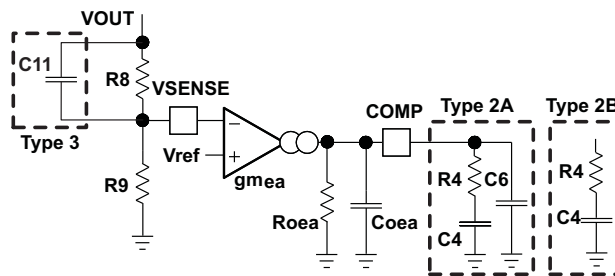 VOUT
C11
R8
VSENSE
COMP
Type 2A
Type 2B
Type 3
Vref
−
+
gmea
R9
Roea
Coea
R4
C6
C4
R4
C4